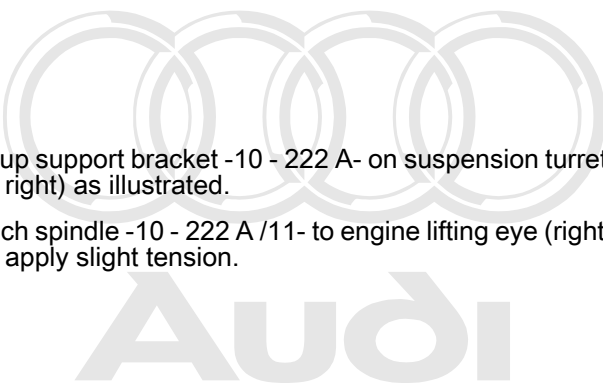 up support bracket -10 - 222 A- on suspension turret
right) as illustrated.
ch spindle -10 - 222 A /11- to engine lifting eye (right
apply slight tension.
Audi